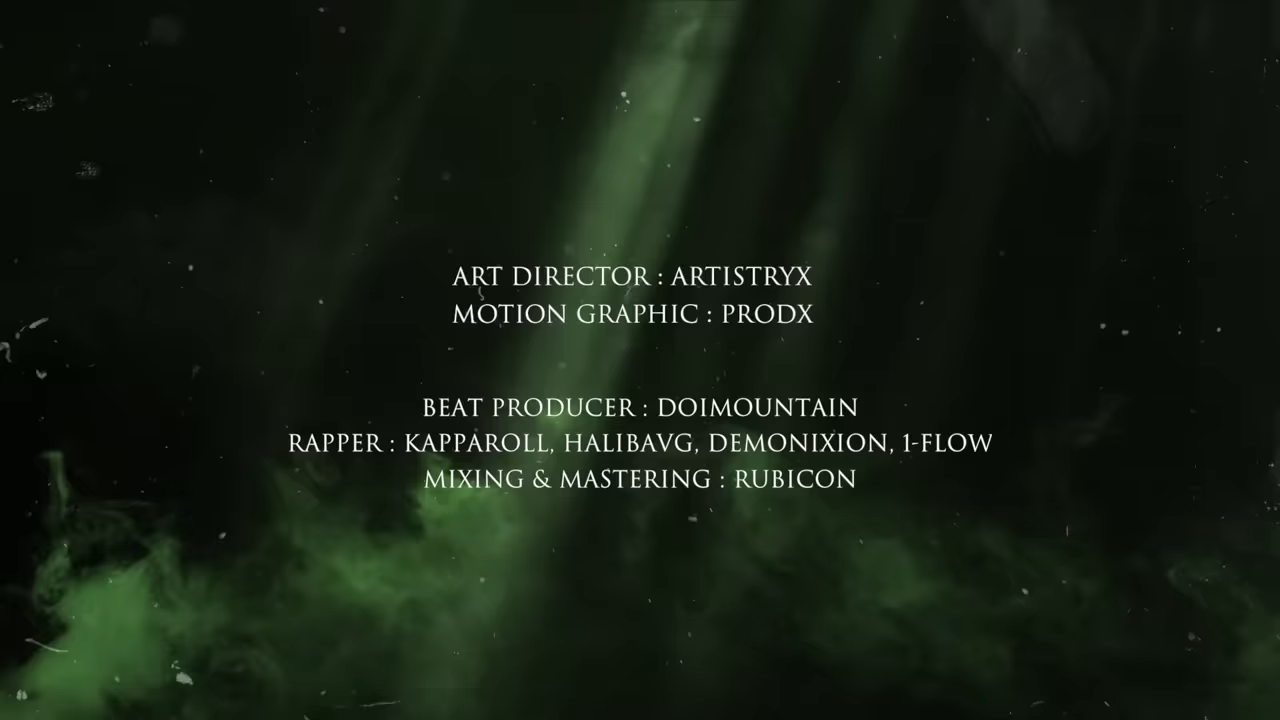 ART DIRECTOR : ARTISTRYX
MOTION GRAPHIC : PRODX
BEAT PRODUCER : DOIMOUNTAIN
RAPPER : KAPPAROLL, HALIBAVG, DEMONIXION, 1-FLOW
MIXING & MASTERING : RUBICON